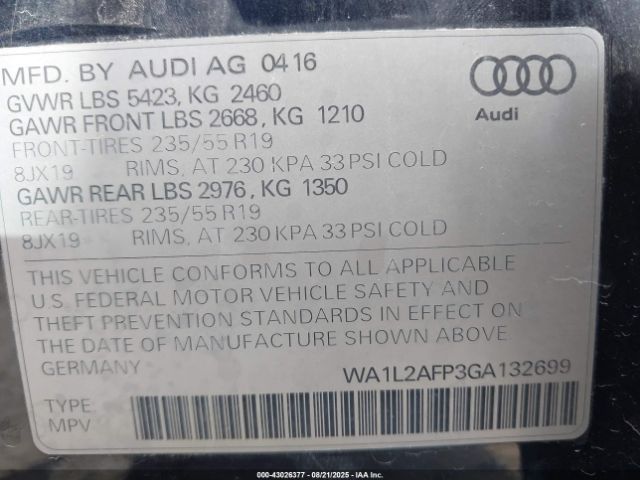 MFD. BY AUDI AG 04 16
GVWR LBS 5423, KG 2460
GAWR FRONT LBS 2668, KG 1210
FRONT-TIRES 235/55 R19
8JX19 RIMS, AT 230 KPA 33 PSI COLD
GAWR REAR LBS 2976, KG 1350
REAR-TIRES 235/55 R19
8JX19 RIMS, AT 230 KPA 33 PSI COLD
Audi
THIS VEHICLE CONFORMS TO ALL APPLICABLE
U.S. FEDERAL MOTOR VEHICLE SAFETY AND
THEFT PREVENTION STANDARDS IN EFFECT ON
THE DATE OF MANUFACTURE SHOWN ABOVE.
GERMANY WA1L2AFP3GA132699
TYPE:
MPV
© 00-43026377 - 08/21/2025 - IAAI.COM